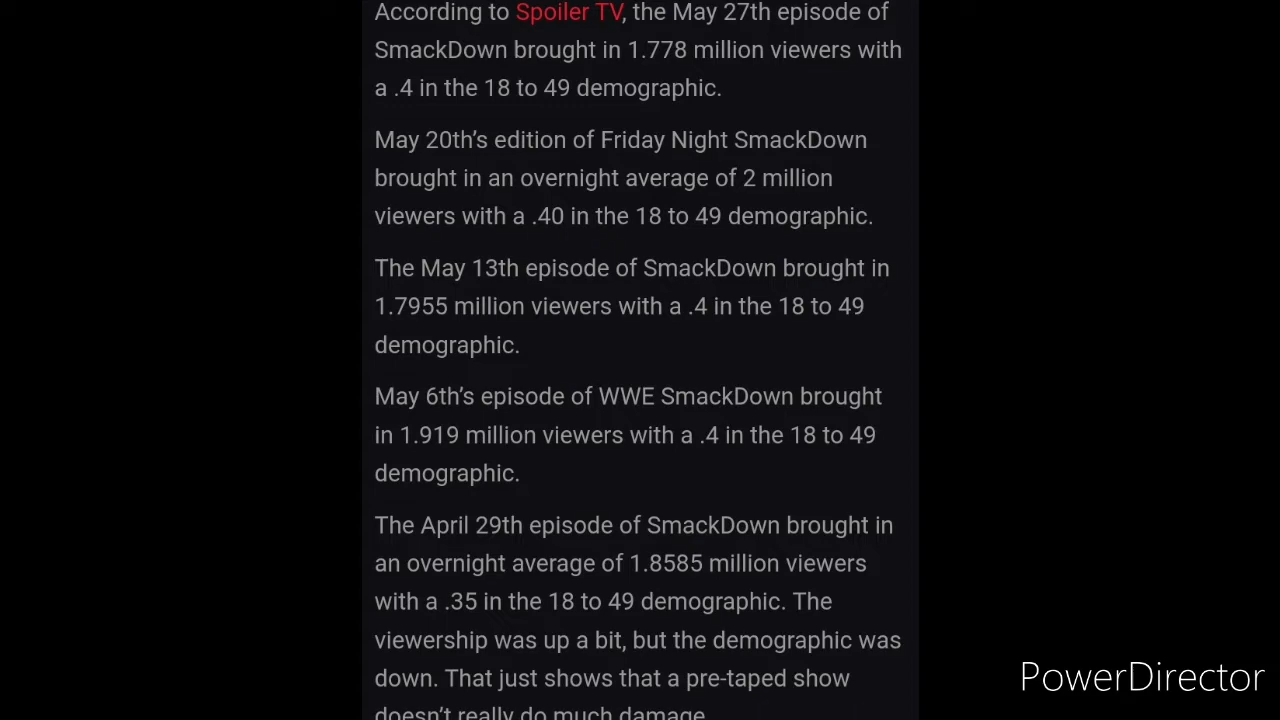 According to Spoiler TV, the May 27th episode of
SmackDown brought in 1.778 million viewers with
a .4 in the 18 to 49 demographic.
May 20th’s edition of Friday Night SmackDown
brought in an overnight average of 2 million
viewers with a .40 in the 18 to 49 demographic.
The May 13th episode of SmackDown brought in
1.7955 million viewers with a .4 in the 18 to 49
demographic.
May 6th’s episode of WWE SmackDown brought
in 1.919 million viewers with a .4 in the 18 to 49
demographic.
The April 29th episode of SmackDown brought in
an overnight average of 1.8585 million viewers
with a .35 in the 18 to 49 demographic. The
viewership was up a bit, but the demographic was
down. That just shows that a pre-taped show
doesn’t really do much damage
PowerDirector